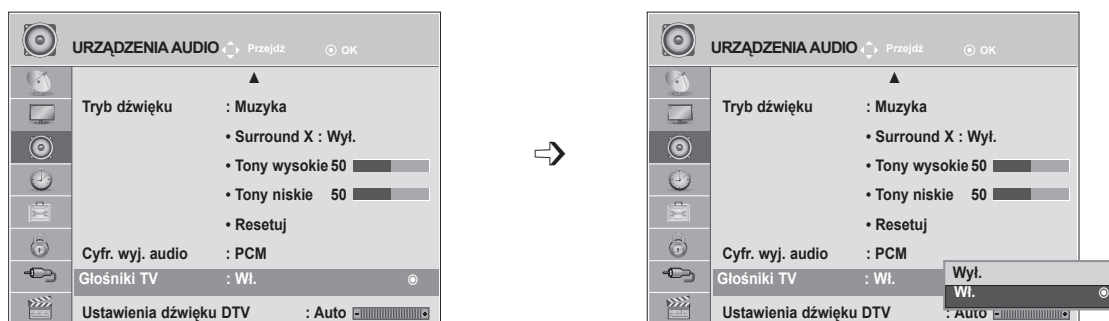 URZĄDZENIA AUDIO Przejdź OK
Tryb dźwięku : Muzyka
• Surround X : Wył.
• Tony wysokie 50
• Tony niskie 50
• Resetuj
Cyfr. wyj. audio : PCM
Głośniki TV : Wł.
Ustawienia dźwięku DTV : Auto - +
URZĄDZENIA AUDIO Przejdź OK
Tryb dźwięku : Muzyka
• Surround X : Wył.
• Tony wysokie 50
• Tony niskie 50
• Resetuj
Cyfr. wyj. audio : PCM
Głośniki TV : Wł.
Wył.
Wł.
Ustawienia dźwięku DTV : Auto - +